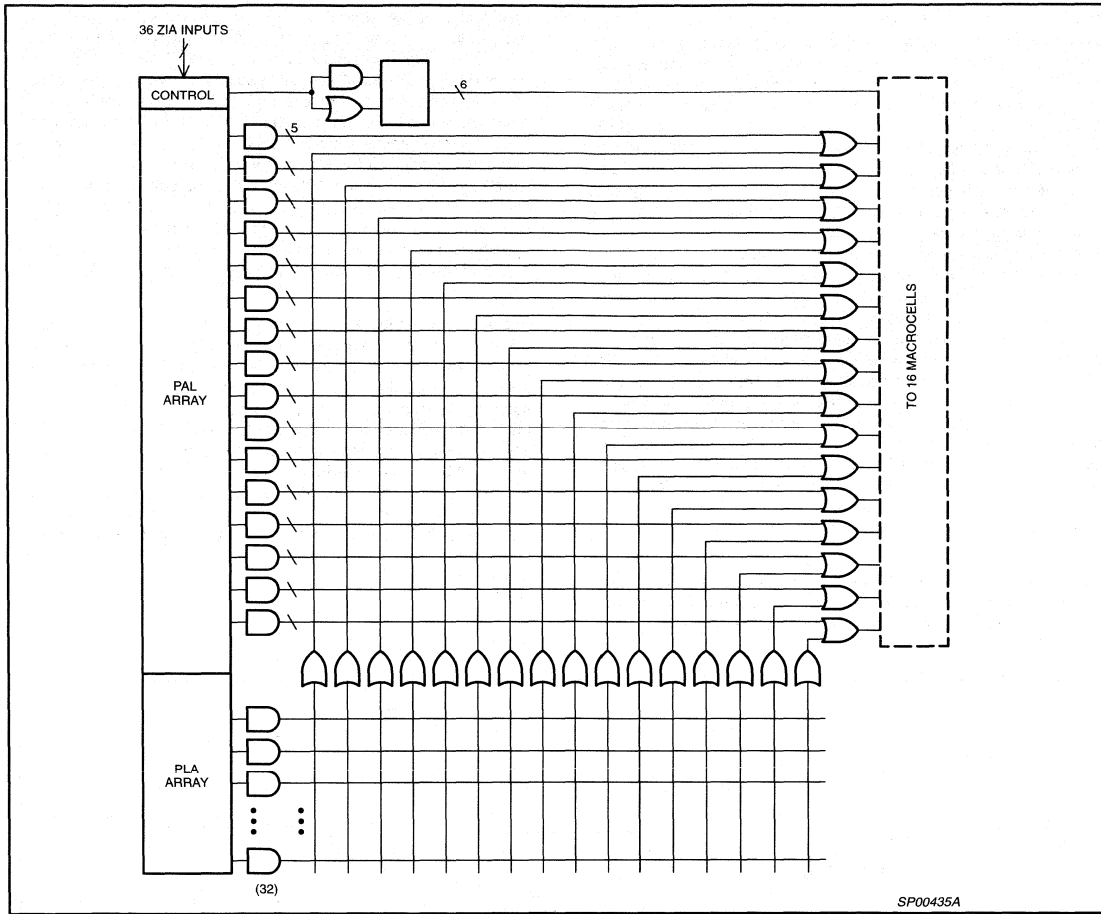 36 ZIA INPUTS
CONTROL
6
5
PAL
ARRAY
TO 16 MACROCELLS
PLA
ARRAY
(32)
SP00435A